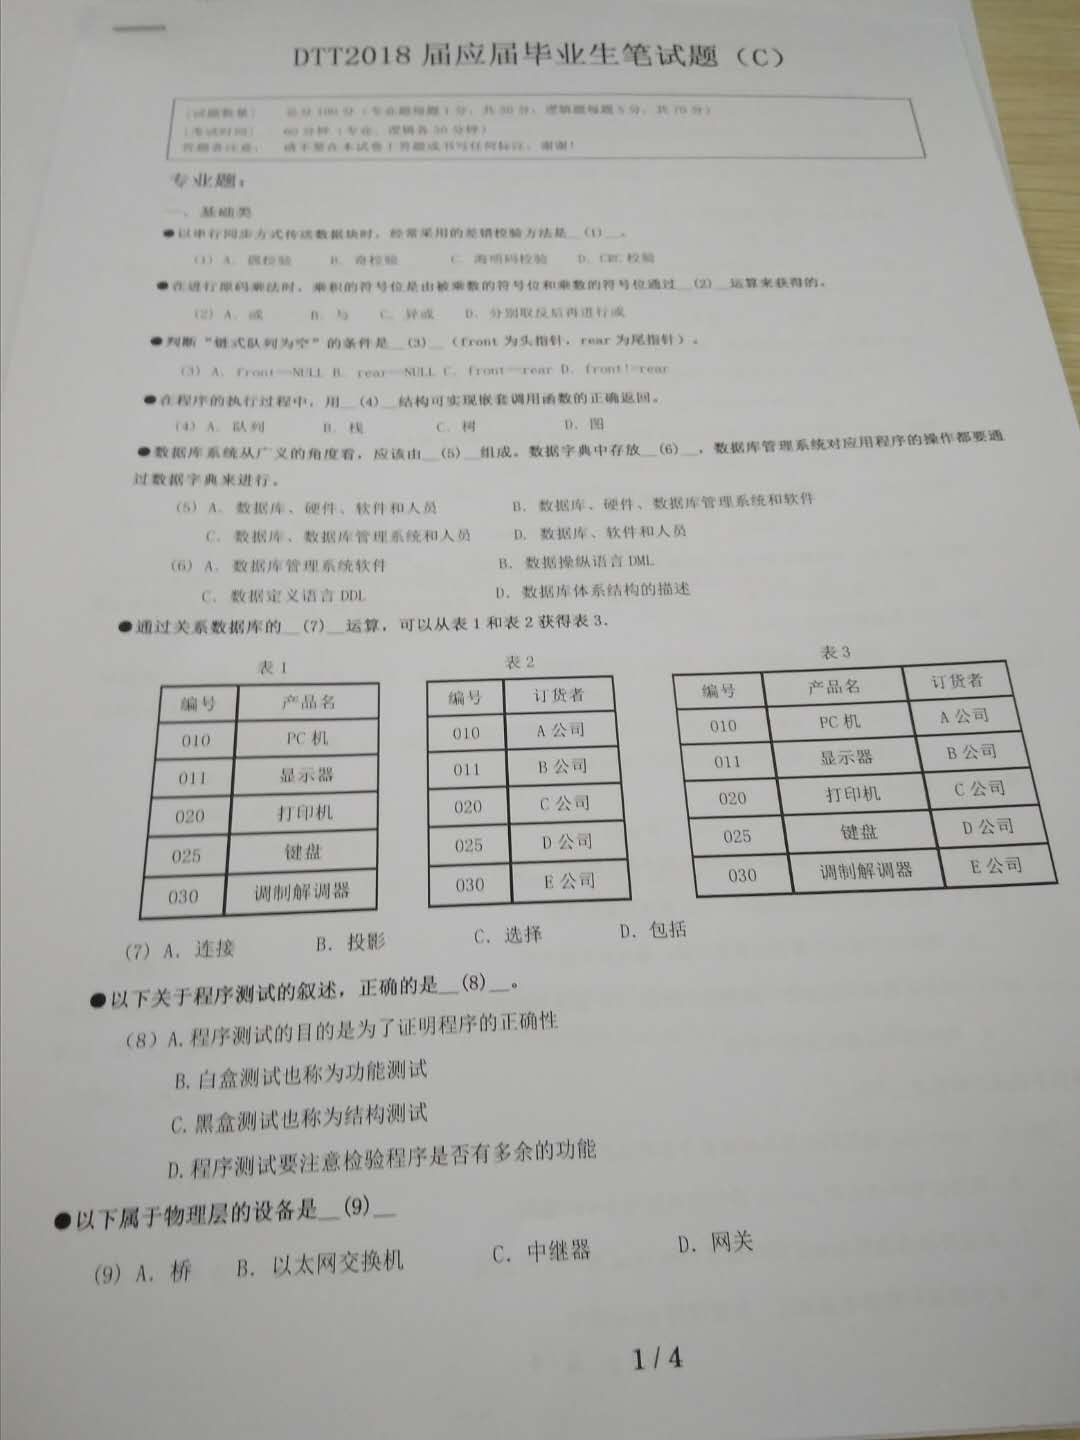 DTT2018 届应届毕业生笔试题（C）
（试题数量） 总分 100 分（专业题每题 1 分，共 30 分，逻辑题每题 5 分，共 70 分）
（考试时间） 60 分钟（专业、逻辑各 30 分钟）
答题者注意： 请不要在本试卷上答题或书写任何标注，谢谢！
专业题：
一、基础类
●以串行同步方式传送数据块时，经常采用的差错校验方法是__(1)__。
(1) A. 偶校验 B. 奇校验 C. 海明码校验 D. CRC 校验
●在进行原码乘法时，乘积的符号位是由被乘数的符号位和乘数的符号位通过__(2)__运算来获得的。
(2) A. 或 B. 与 C. 异或 D. 分别取反后再进行或
●判断“链式队列为空”的条件是__(3)__（front 为头指针，rear 为尾指针）。
(3) A. front==NULL B. rear==NULL C. front==rear D. front!=rear
●在程序的执行过程中，用__(4)__结构可实现嵌套调用函数的正确返回。
(4) A. 队列 B. 栈 C. 树 D. 图
●数据库系统从广义的角度看，应该由__(5)__组成。数据字典中存放__(6)__，数据库管理系统对应用程序的操作都要通
过数据字典来进行。
(5) A. 数据库、硬件、软件和人员 B. 数据库、硬件、数据库管理系统和软件
C. 数据库、数据库管理系统和人员 D. 数据库、软件和人员
(6) A. 数据库管理系统软件 B. 数据操纵语言 DML
C. 数据定义语言 DDL D. 数据库体系结构的描述
●通过关系数据库的__(7)__运算，可以从表 1 和表 2 获得表 3.
表 1 表 2 表 3
编号 产品名 编号 订货者 编号 产品名 订货者
010 PC 机 010 A 公司 010 PC 机 A 公司
011 显示器 011 B 公司 011 显示器 B 公司
020 打印机 020 C 公司 020 打印机 C 公司
025 键盘 025 D 公司 025 键盘 D 公司
030 调制解调器 030 E 公司 030 调制解调器 E 公司
(7) A. 连接 B. 投影 C. 选择 D. 包括
●以下关于程序测试的叙述，正确的是__(8)__。
(8) A. 程序测试的目的是为了证明程序的正确性
B. 白盒测试也称为功能测试
C. 黑盒测试也称为结构测试
D. 程序测试要注意检验程序是否有多余的功能
●以下属于物理层的设备是__(9)__
(9) A. 桥 B. 以太网交换机 C. 中继器 D. 网关
1 / 4